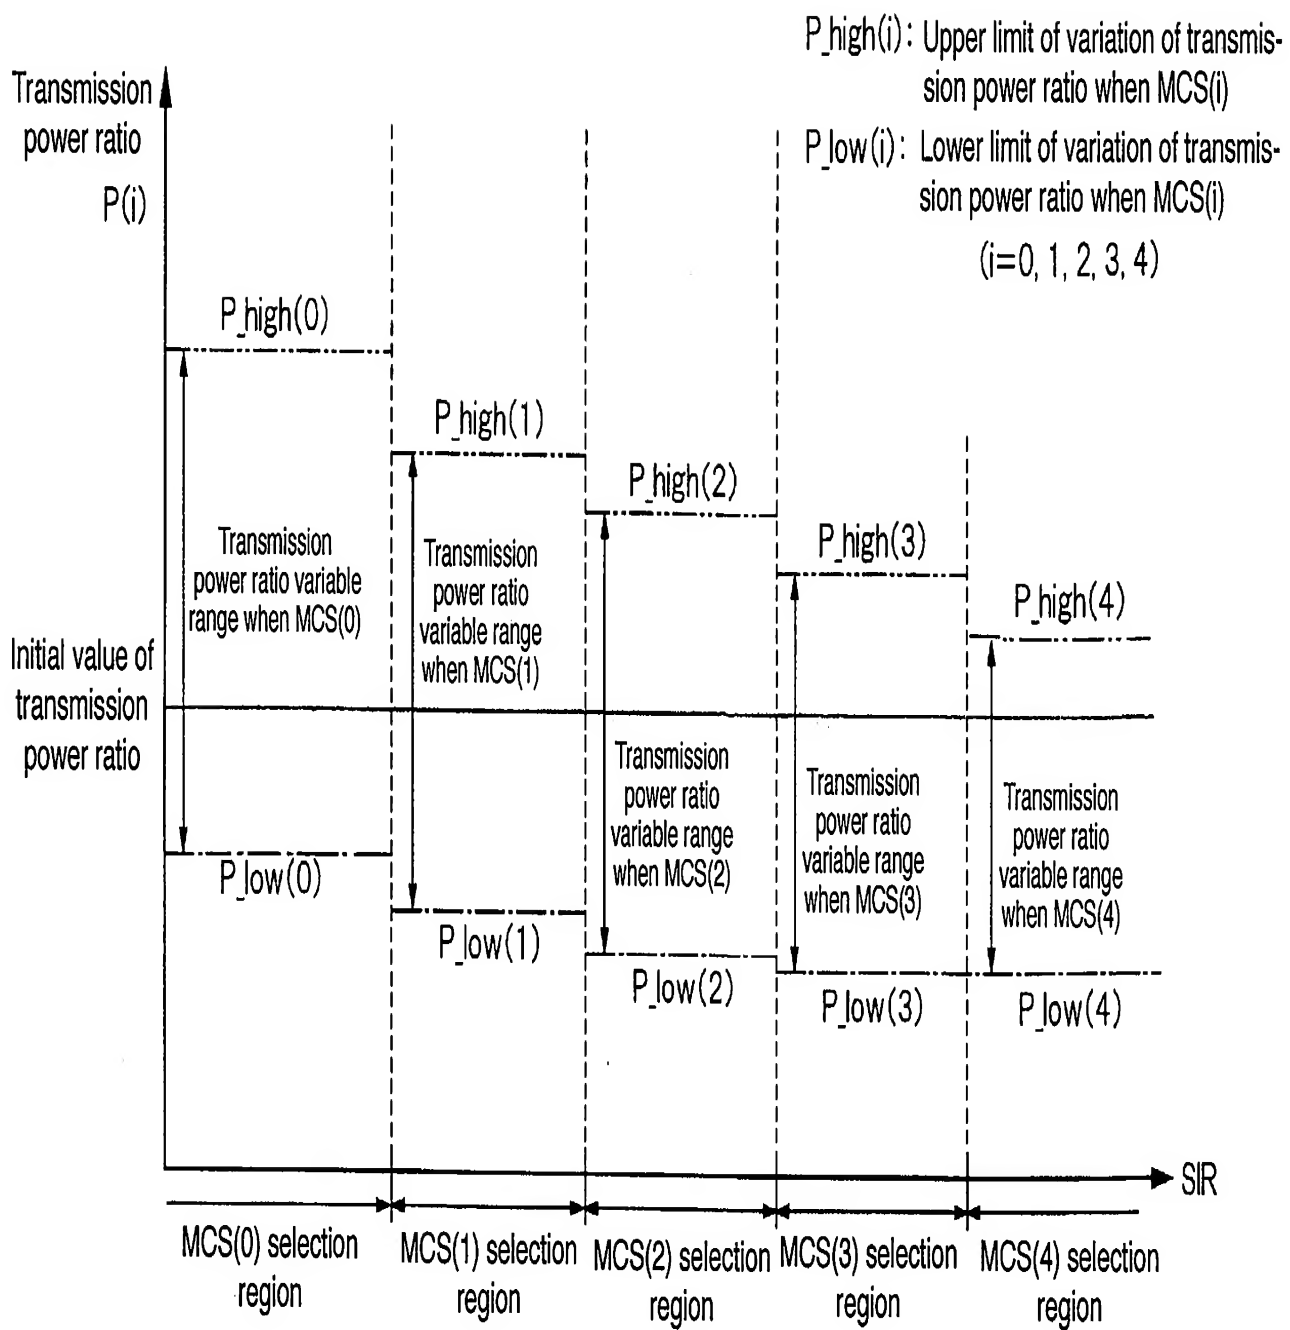 P_high(i): Upper limit of variation of transmis-
sion power ratio when MCS(i)
P_low(i): Lower limit of variation of transmis-
sion power ratio when MCS(i)
(i=0, 1, 2, 3, 4)
Transmission
power ratio
P(i)
P_high(0)
P_high(1)
P_high(2)
P_high(3)
P_high(4)
Transmission
power ratio variable
range when MCS(0)
Transmission
power ratio
variable range
when MCS(1)
Initial value of
transmission
power ratio
Transmission
power ratio
variable range
when MCS(2)
Transmission
power ratio
variable range
when MCS(3)
Transmission
power ratio
variable range
when MCS(4)
P_low(0)
P_low(1)
P_low(2)
P_low(3)
P_low(4)
SIR
MCS(0) selection
region
MCS(1) selection
region
MCS(2) selection
region
MCS(3) selection
region
MCS(4) selection
region